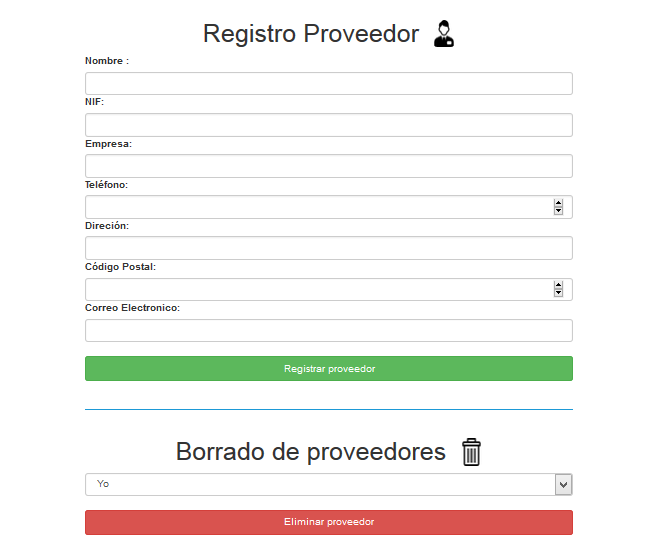 Registro Proveedor
Nombre :
NIF:
Empresa:
Teléfono:
Direción:
Código Postal:
Correo Electronico:
Registrar proveedor
Borrado de proveedores
Yo
Eliminar proveedor